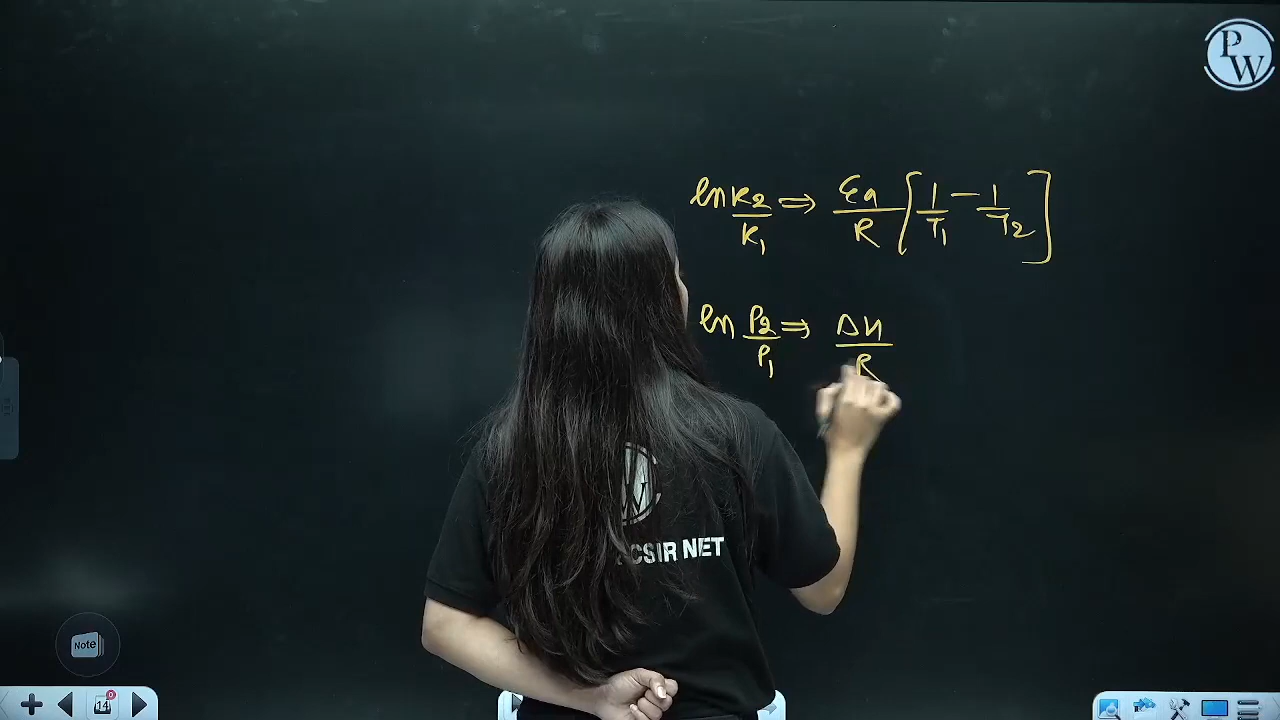 PW
ln K2/K1 ⇒ Ea/R [1/T1 - 1/T2]
ln P2/P1 ⇒ ΔH/R
W
CSIR NET
Note
14